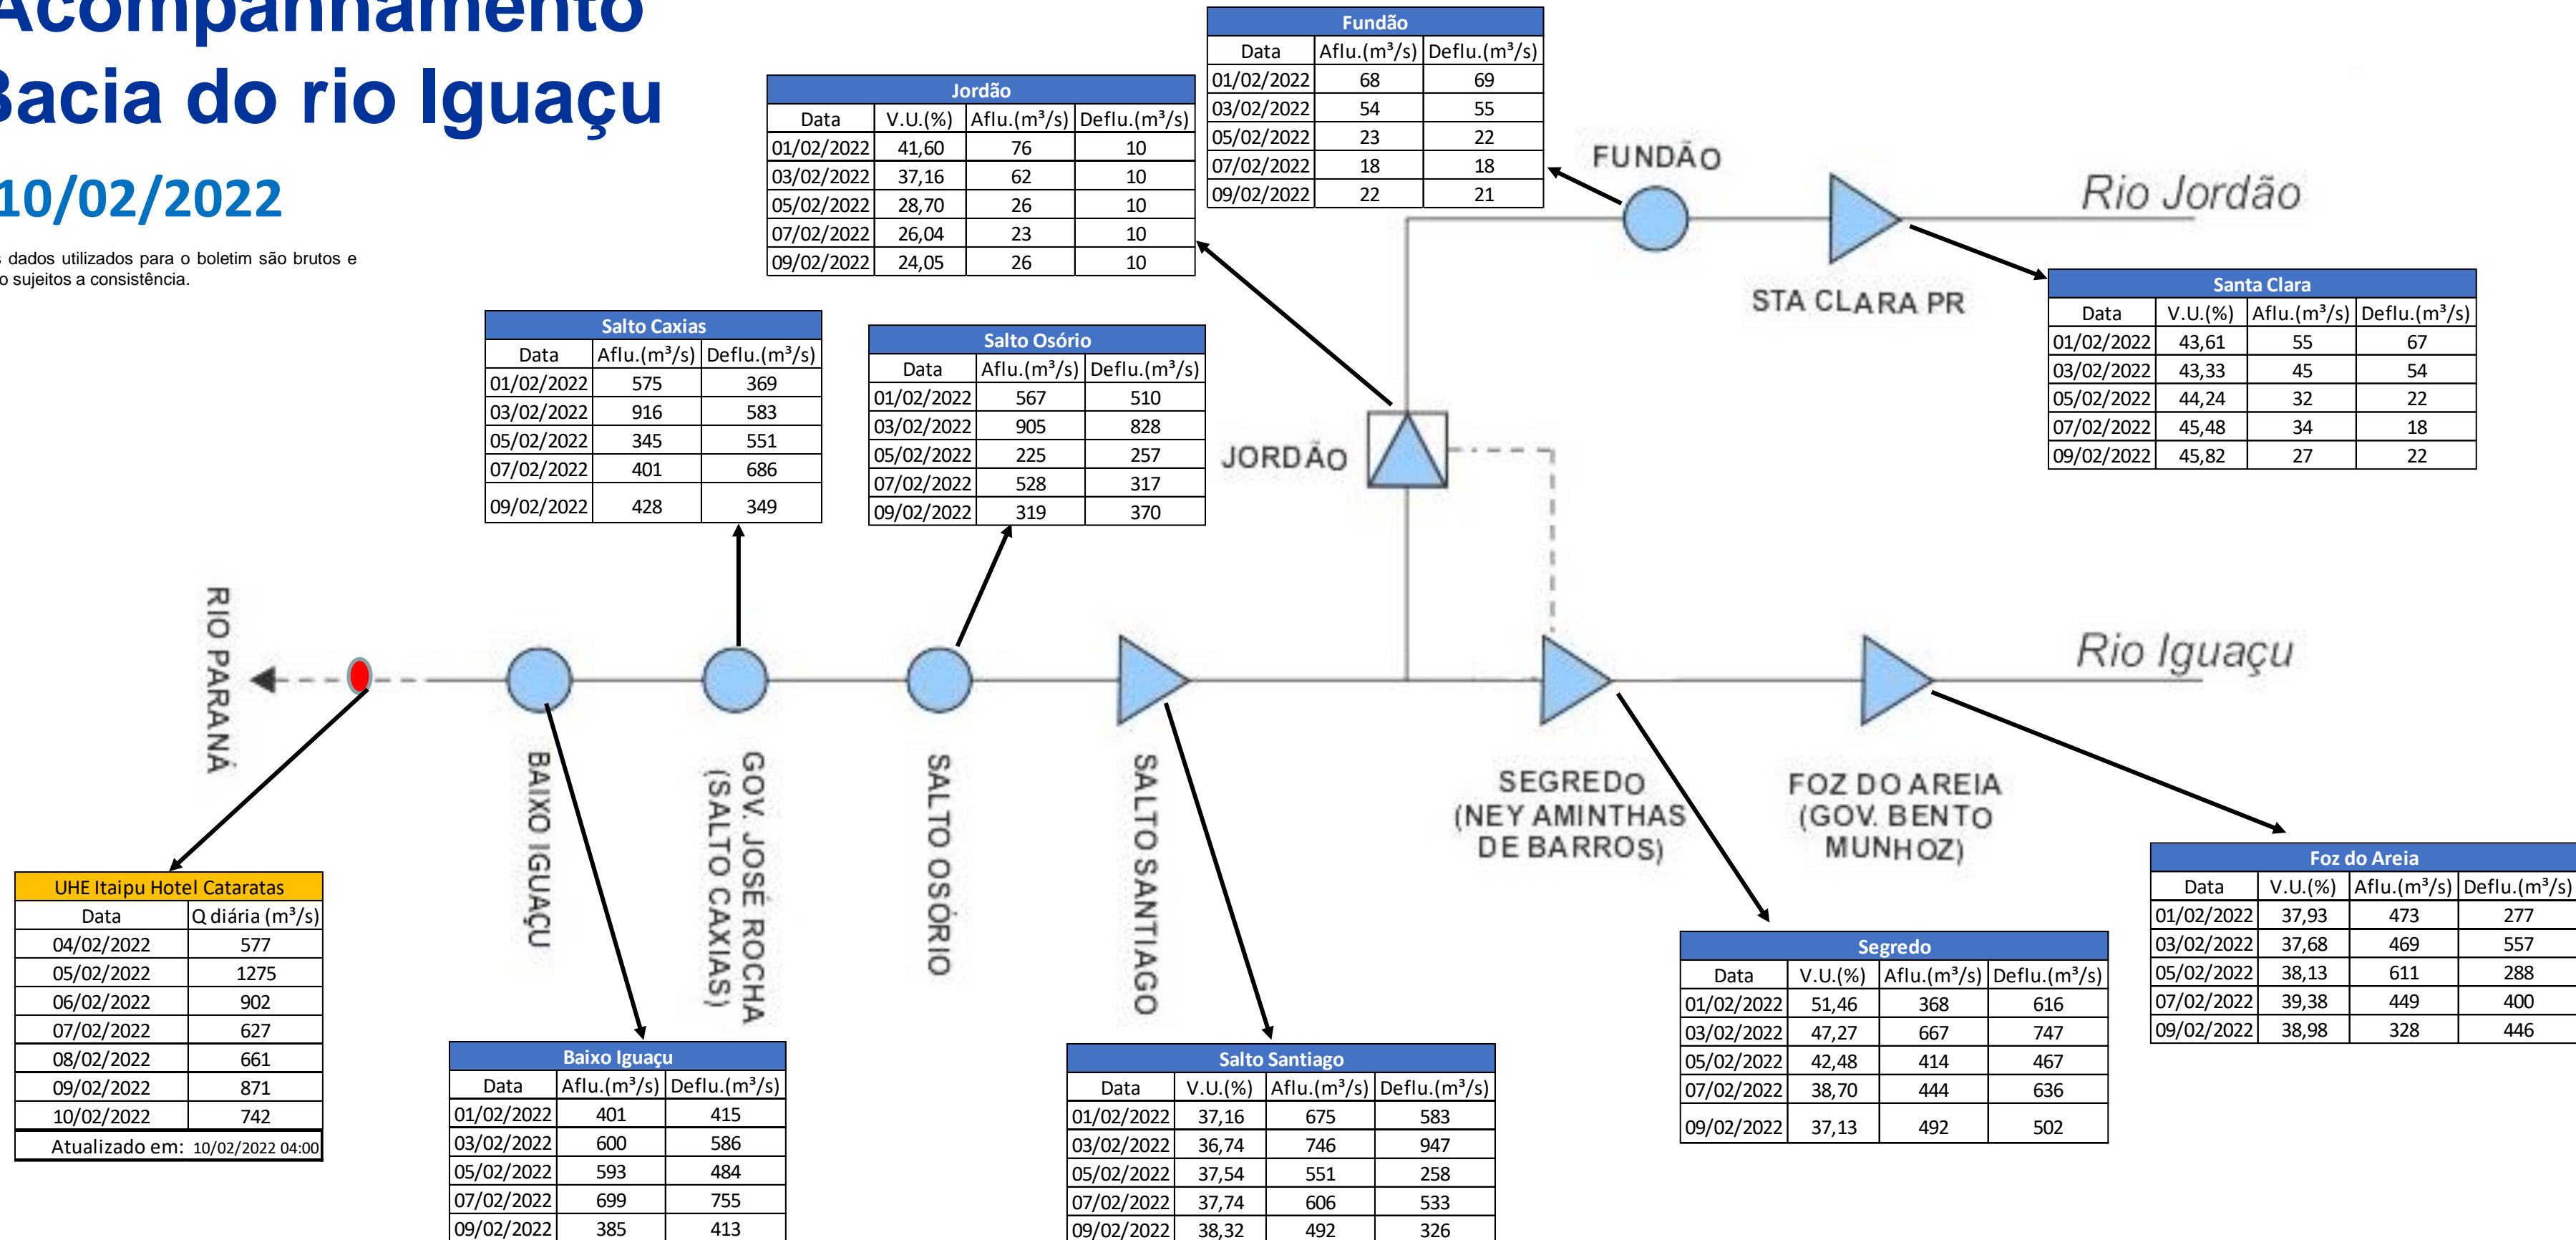 Acompanhamento
Bacia do rio Iguaçu
10/02/2022
s dados utilizados para o boletim são brutos e
o sujeitos a consistência.
Fundão
Data Aflu.(m³/s) Deflu.(m³/s)
01/02/2022 68 69
03/02/2022 54 55
05/02/2022 23 22
07/02/2022 18 18
09/02/2022 22 21
Jordão
Data V.U.(%) Aflu.(m³/s) Deflu.(m³/s)
01/02/2022 41,60 76 10
03/02/2022 37,16 62 10
05/02/2022 28,70 26 10
07/02/2022 26,04 23 10
09/02/2022 24,05 26 10
FUNDÃO
Rio Jordão
STA CLARA PR
Santa Clara
Data V.U.(%) Aflu.(m³/s) Deflu.(m³/s)
01/02/2022 43,61 55 67
03/02/2022 43,33 45 54
05/02/2022 44,24 32 22
07/02/2022 45,48 34 18
09/02/2022 45,82 27 22
Salto Caxias
Data Aflu.(m³/s) Deflu.(m³/s)
01/02/2022 575 369
03/02/2022 916 583
05/02/2022 345 551
07/02/2022 401 686
09/02/2022 428 349
Salto Osório
Data Aflu.(m³/s) Deflu.(m³/s)
01/02/2022 567 510
03/02/2022 905 828
05/02/2022 225 257
07/02/2022 528 317
09/02/2022 319 370
JORDÃO
RIO PARANÁ
Rio Iguaçu
BAIXO IGUAÇU
GOV. JOSÉ ROCHA
(SALTO CAXIAS)
SALTO OSÓRIO
SALTO SANTIAGO
SEGREDO
(NEY AMINTHAS
DE BARROS)
FOZ DO AREIA
(GOV. BENTO
MUNHOZ)
UHE Itaipu Hotel Cataratas
Data Q diária (m³/s)
04/02/2022 577
05/02/2022 1275
06/02/2022 902
07/02/2022 627
08/02/2022 661
09/02/2022 871
10/02/2022 742
Atualizado em: 10/02/2022 04:00
Baixo Iguaçu
Data Aflu.(m³/s) Deflu.(m³/s)
01/02/2022 401 415
03/02/2022 600 586
05/02/2022 593 484
07/02/2022 699 755
09/02/2022 385 413
Salto Santiago
Data V.U.(%) Aflu.(m³/s) Deflu.(m³/s)
01/02/2022 37,16 675 583
03/02/2022 36,74 746 947
05/02/2022 37,54 551 258
07/02/2022 37,74 606 533
09/02/2022 38,32 492 326
Segredo
Data V.U.(%) Aflu.(m³/s) Deflu.(m³/s)
01/02/2022 51,46 368 616
03/02/2022 47,27 667 747
05/02/2022 42,48 414 467
07/02/2022 38,70 444 636
09/02/2022 37,13 492 502
Foz do Areia
Data V.U.(%) Aflu.(m³/s) Deflu.(m³/s)
01/02/2022 37,93 473 277
03/02/2022 37,68 469 557
05/02/2022 38,13 611 288
07/02/2022 39,38 449 400
09/02/2022 38,98 328 446